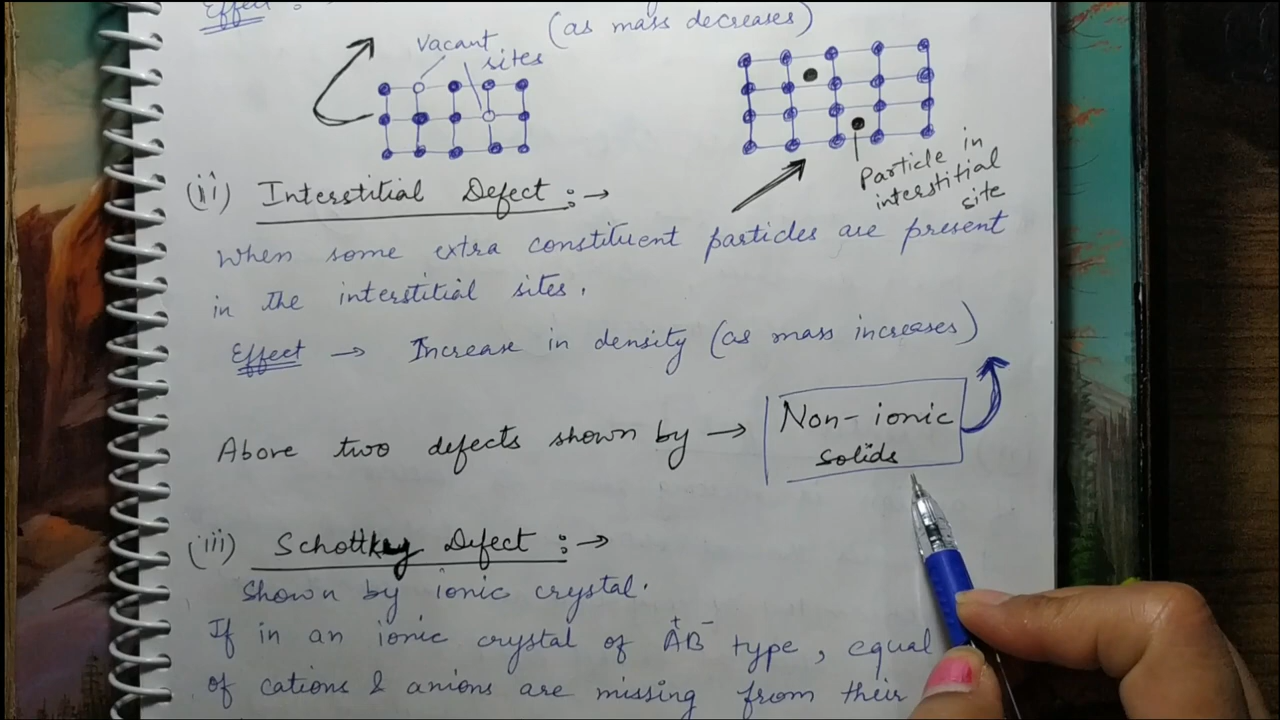 Effect :
(as mass decreases)
Vacant
sites
Particle in
interstitial
site
(ii) Interstitial Defect :→
When some extra constituent particles are present
in the interstitial sites.
Effect → Increase in density (as mass increases)
Above two defects shown by → Non-ionic
solids
(iii) Schottky Defect :→
Shown by ionic crystal.
If in an ionic crystal of A⁺B⁻ type, equal
of cations & anions are missing from their